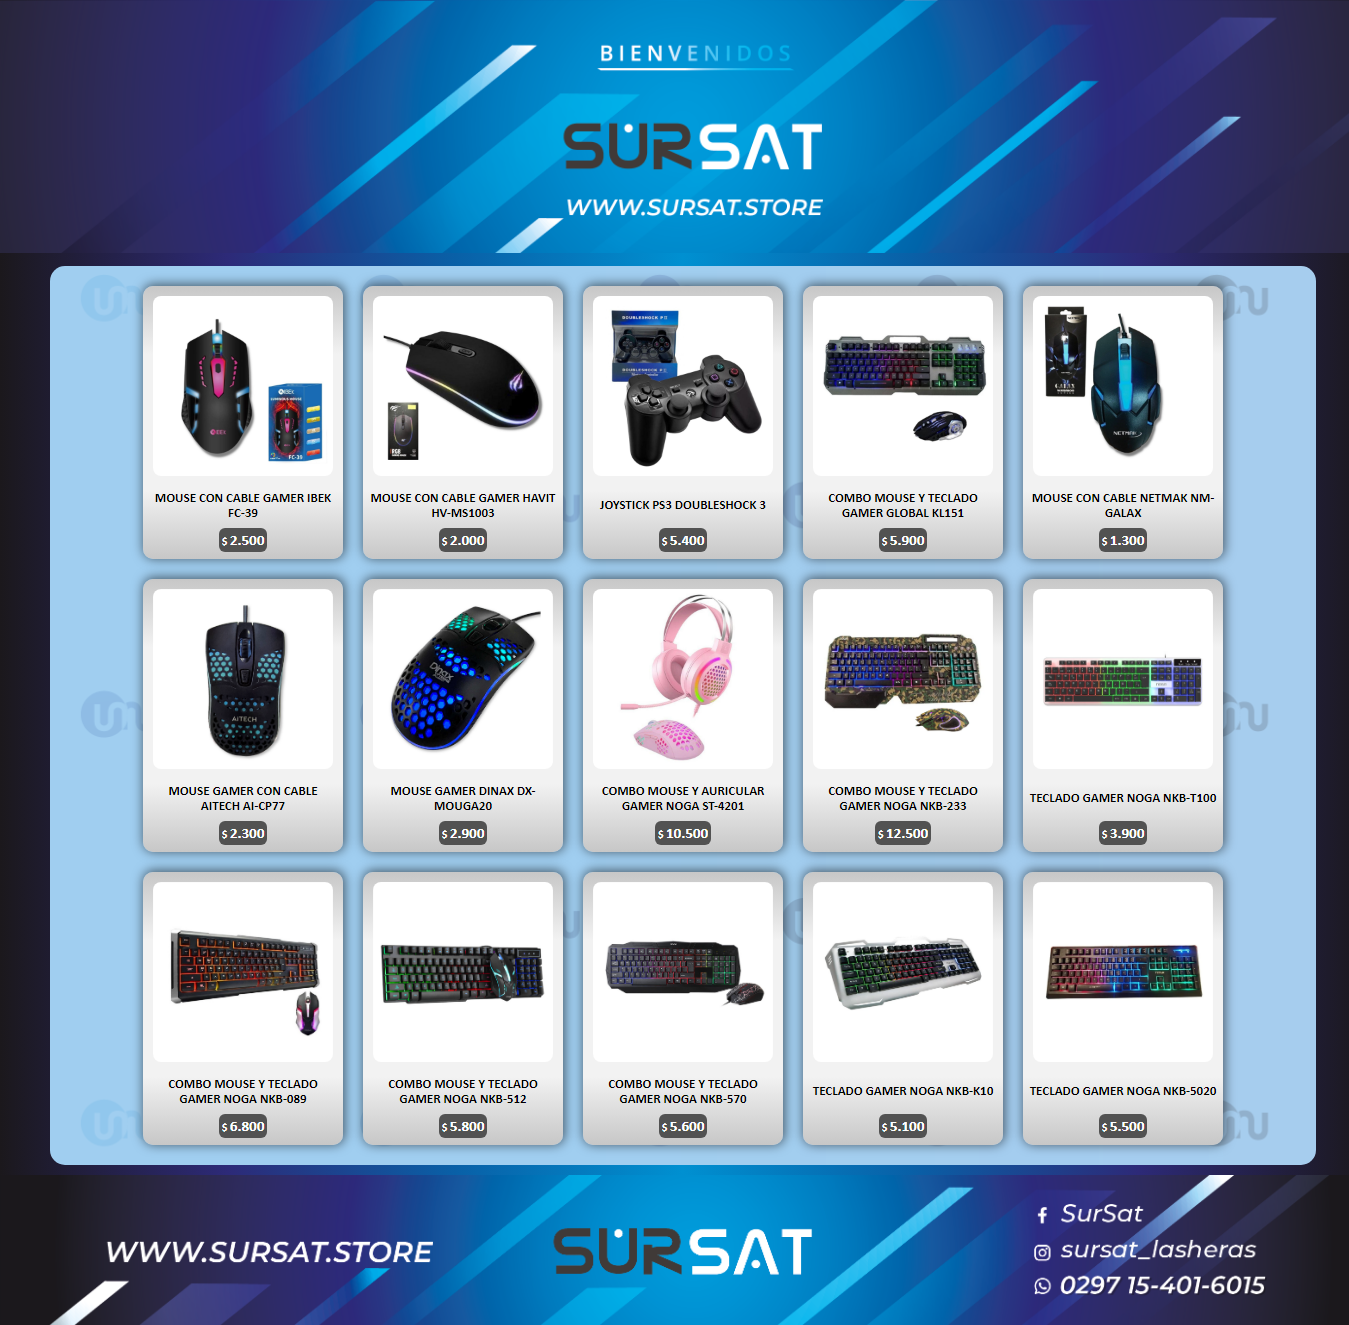 BIENVENIDOS
SURSAT
WWW.SURSAT.STORE
IBEK
FC-39
MOUSE CON CABLE GAMER IBEK
FC-39
$ 2.500
RGB
MOUSE CON CABLE GAMER HAVIT
HV-MS1003
$ 2.000
JOYSTICK PS3 DOUBLESHOCK 3
$ 5.400
COMBO MOUSE Y TECLADO
GAMER GLOBAL KL151
$ 5.900
NETMAK
MOUSE CON CABLE NETMAK NM-
GALAX
$ 1.300
AITECH
MOUSE GAMER CON CABLE
AITECH AI-CP77
$ 2.300
DINAX
MOUSE GAMER DINAX DX-
MOUGA20
$ 2.900
COMBO MOUSE Y AURICULAR
GAMER NOGA ST-4201
$ 10.500
COMBO MOUSE Y TECLADO
GAMER NOGA NKB-233
$ 12.500
TECLADO GAMER NOGA NKB-T100
$ 3.900
COMBO MOUSE Y TECLADO
GAMER NOGA NKB-089
$ 6.800
COMBO MOUSE Y TECLADO
GAMER NOGA NKB-512
$ 5.800
COMBO MOUSE Y TECLADO
GAMER NOGA NKB-570
$ 5.600
TECLADO GAMER NOGA NKB-K10
$ 5.100
TECLADO GAMER NOGA NKB-5020
$ 5.500
WWW.SURSAT.STORE
SURSAT
SurSat
sursat_lasheras
0297 15-401-6015